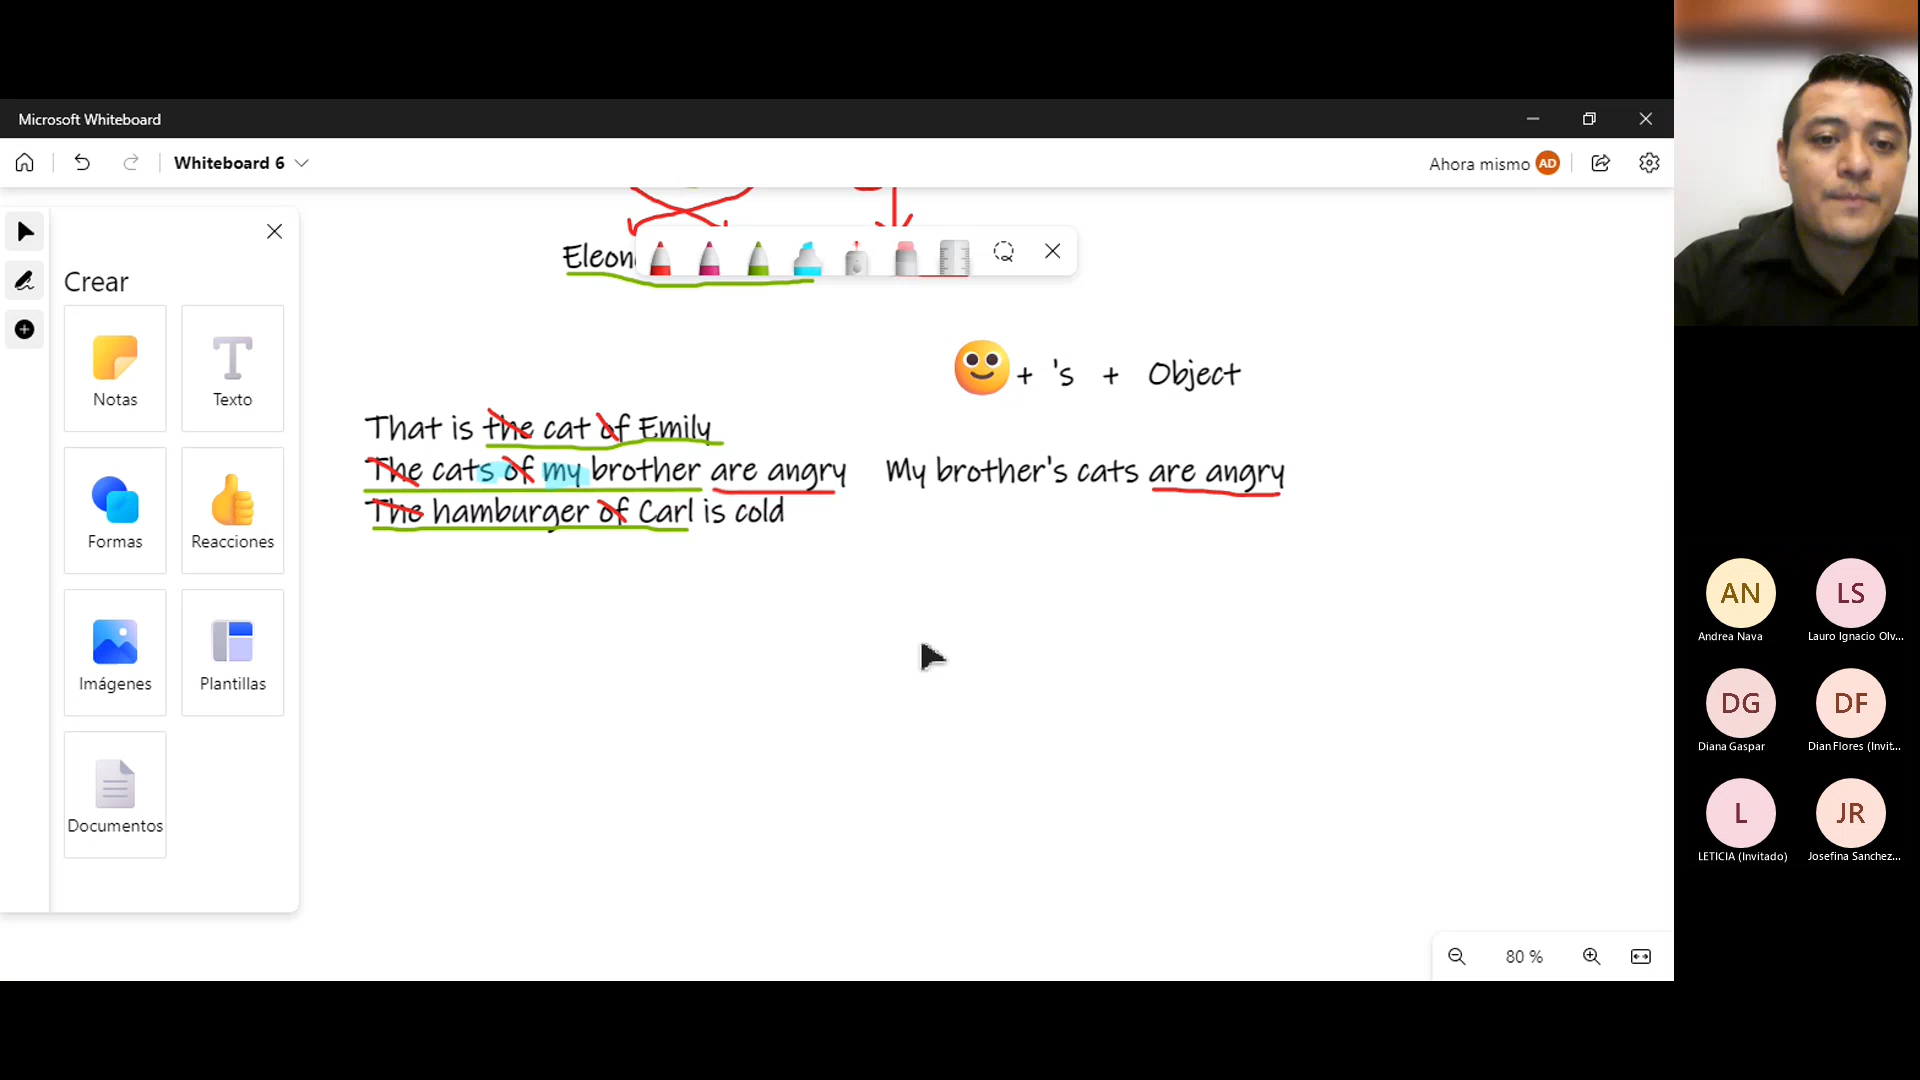 Microsoft Whiteboard
Whiteboard 6
Ahora mismo AD
Crear
Notas
Texto
Formas
Reacciones
Imágenes
Plantillas
Documentos
+ 's + Object
That is the cat of Emily
The cats of my brother are angry
My brother's cats are angry
The hamburger of Carl is cold
80 %
AN
LS
Andrea Nava
Lauro Ignacio Olv...
DG
DF
Diana Gaspar
Dian Flores (Invit...
L
JR
LETICIA (Invitado)
Josefina Sanchez...